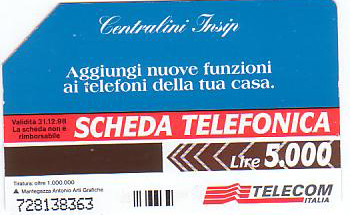 Centralini Insip
Aggiungi nuove funzioni
ai telefoni della tua casa.
Validità 31.12.98
La scheda non è
rimborsabile
SCHEDA TELEFONICA
Lire 5.000
Tiratura: oltre 1.000.000
Mantegazza Antonio Arti Grafiche
728138363
TELECOM
ITALIA